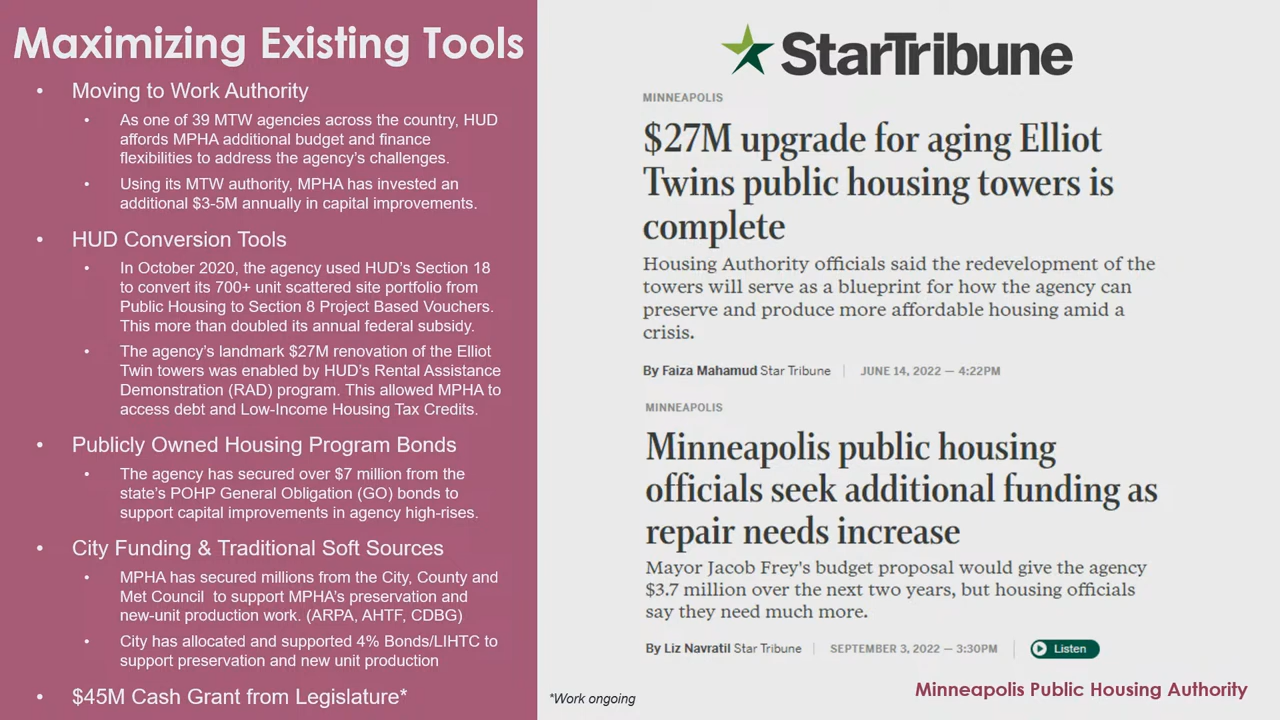 Maximizing Existing Tools
• Moving to Work Authority
• As one of 39 MTW agencies across the country, HUD
affords MPHA additional budget and finance
flexibilities to address the agency's challenges.
• Using its MTW authority, MPHA has invested an
additional $3-5M annually in capital improvements.
• HUD Conversion Tools
• In October 2020, the agency used HUD's Section 18
to convert its 700+ unit scattered site portfolio from
Public Housing to Section 8 Project Based Vouchers.
This more than doubled its annual federal subsidy.
• The agency's landmark $27M renovation of the Elliot
Twin towers was enabled by HUD's Rental Assistance
Demonstration (RAD) program. This allowed MPHA to
access debt and Low-Income Housing Tax Credits.
• Publicly Owned Housing Program Bonds
• The agency has secured over $7 million from the
state's POHP General Obligation (GO) bonds to
support capital improvements in agency high-rises.
• City Funding & Traditional Soft Sources
• MPHA has secured millions from the City, County and
Met Council to support MPHA's preservation and
new-unit production work. (ARPA, AHTF, CDBG)
• City has allocated and supported 4% Bonds/LIHTC to
support preservation and new unit production
• $45M Cash Grant from Legislature*
StarTribune
MINNEAPOLIS
$27M upgrade for aging Elliot
Twins public housing towers is
complete
Housing Authority officials said the redevelopment of the
towers will serve as a blueprint for how the agency can
preserve and produce more affordable housing amid a
crisis.
By Faiza Mahamud Star Tribune | JUNE 14, 2022 — 4:22PM
MINNEAPOLIS
Minneapolis public housing
officials seek additional funding as
repair needs increase
Mayor Jacob Frey's budget proposal would give the agency
$3.7 million over the next two years, but housing officials
say they need much more.
By Liz Navratil Star Tribune | SEPTEMBER 3, 2022 — 3:30PM | Listen
*Work ongoing
Minneapolis Public Housing Authority